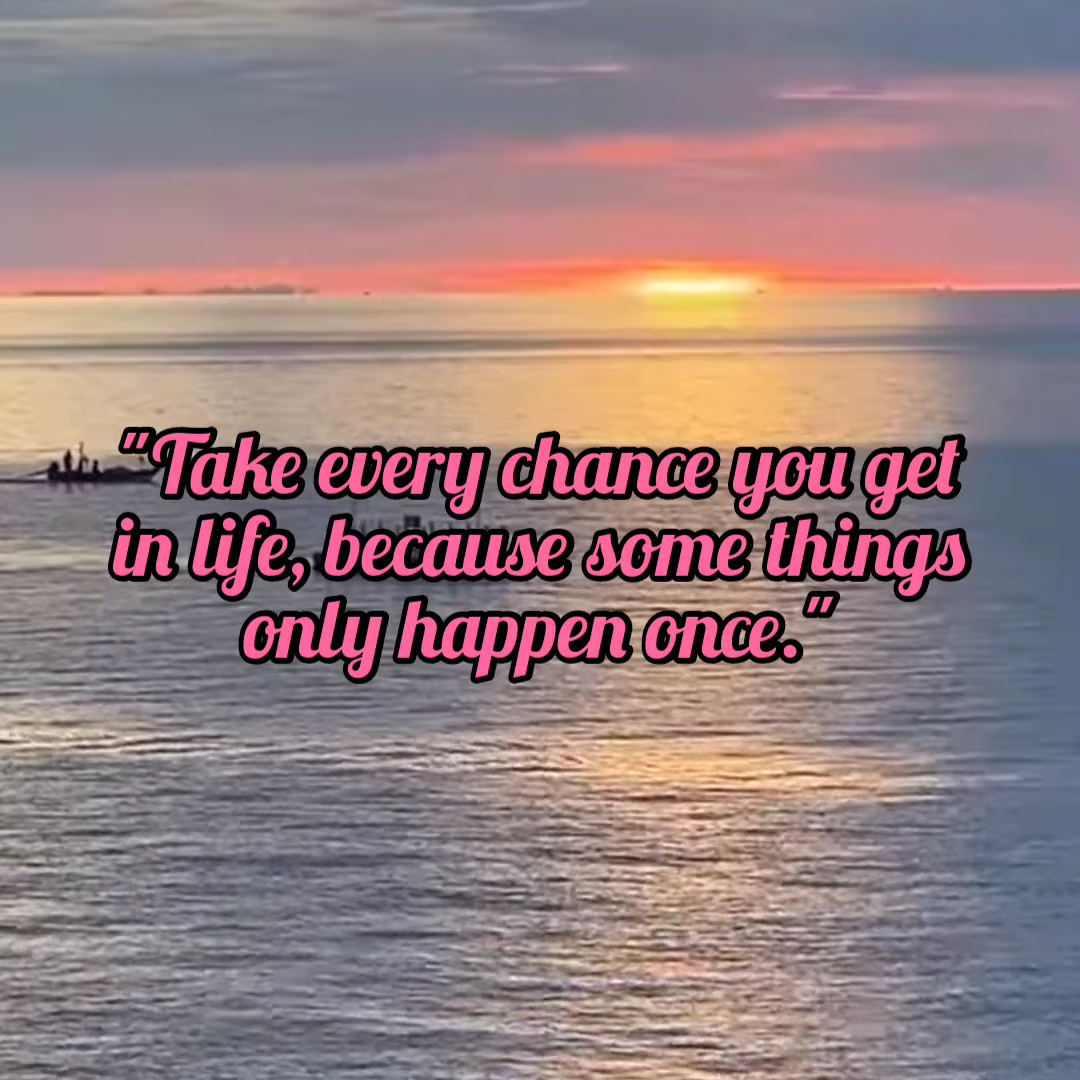 "Take every chance you get
in life, because some things
only happen once."